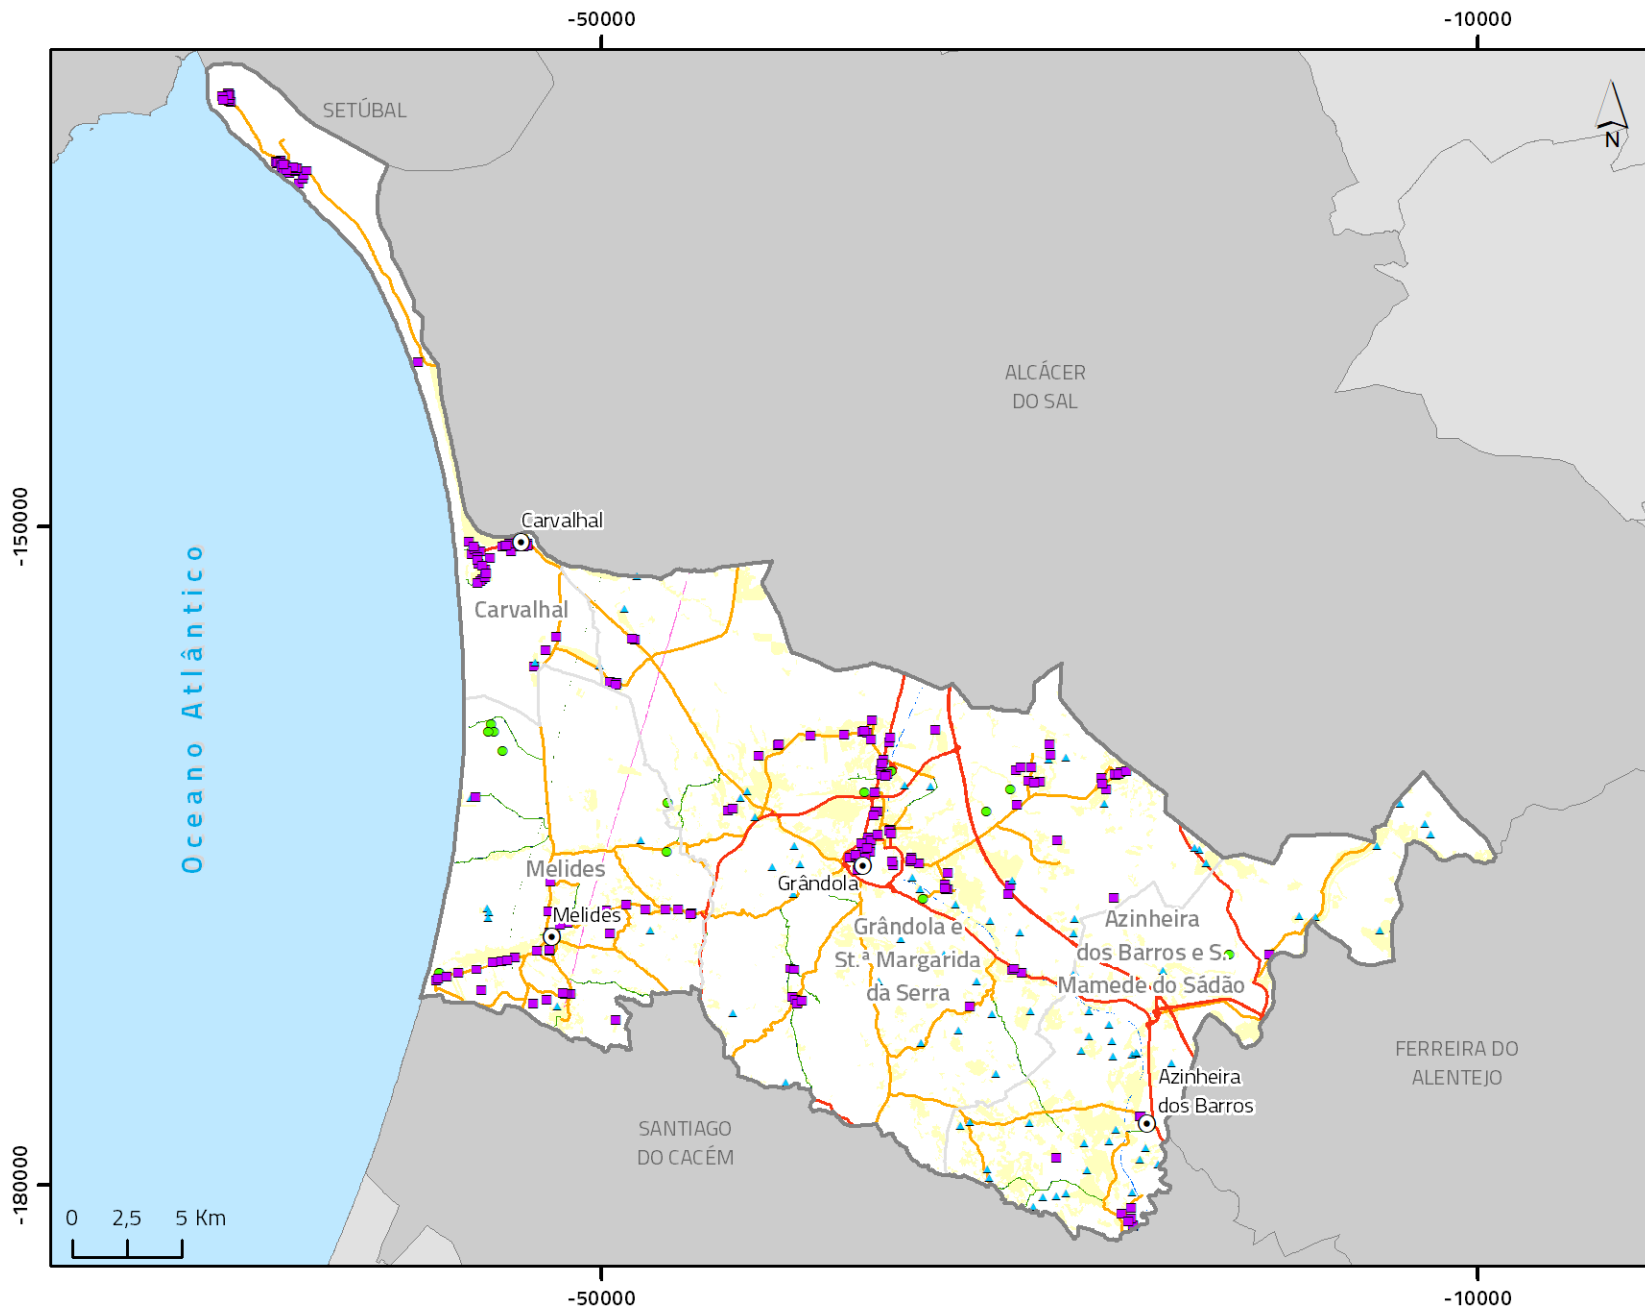 -50000
-10000
SETÚBAL
N
ALCÁCER
DO SAL
-150000
Carvalhal
Oceano Atlântico
Carvalhal
Melides
Grândola
Melides
Grândola e
St.ª Margarida
da Serra
Azinheira
dos Barros e S.
Mamede do Sádão
FERREIRA DO
ALENTEJO
Azinheira
dos Barros
SANTIAGO
DO CACÉM
-180000
0 2,5 5 Km
-50000
-10000